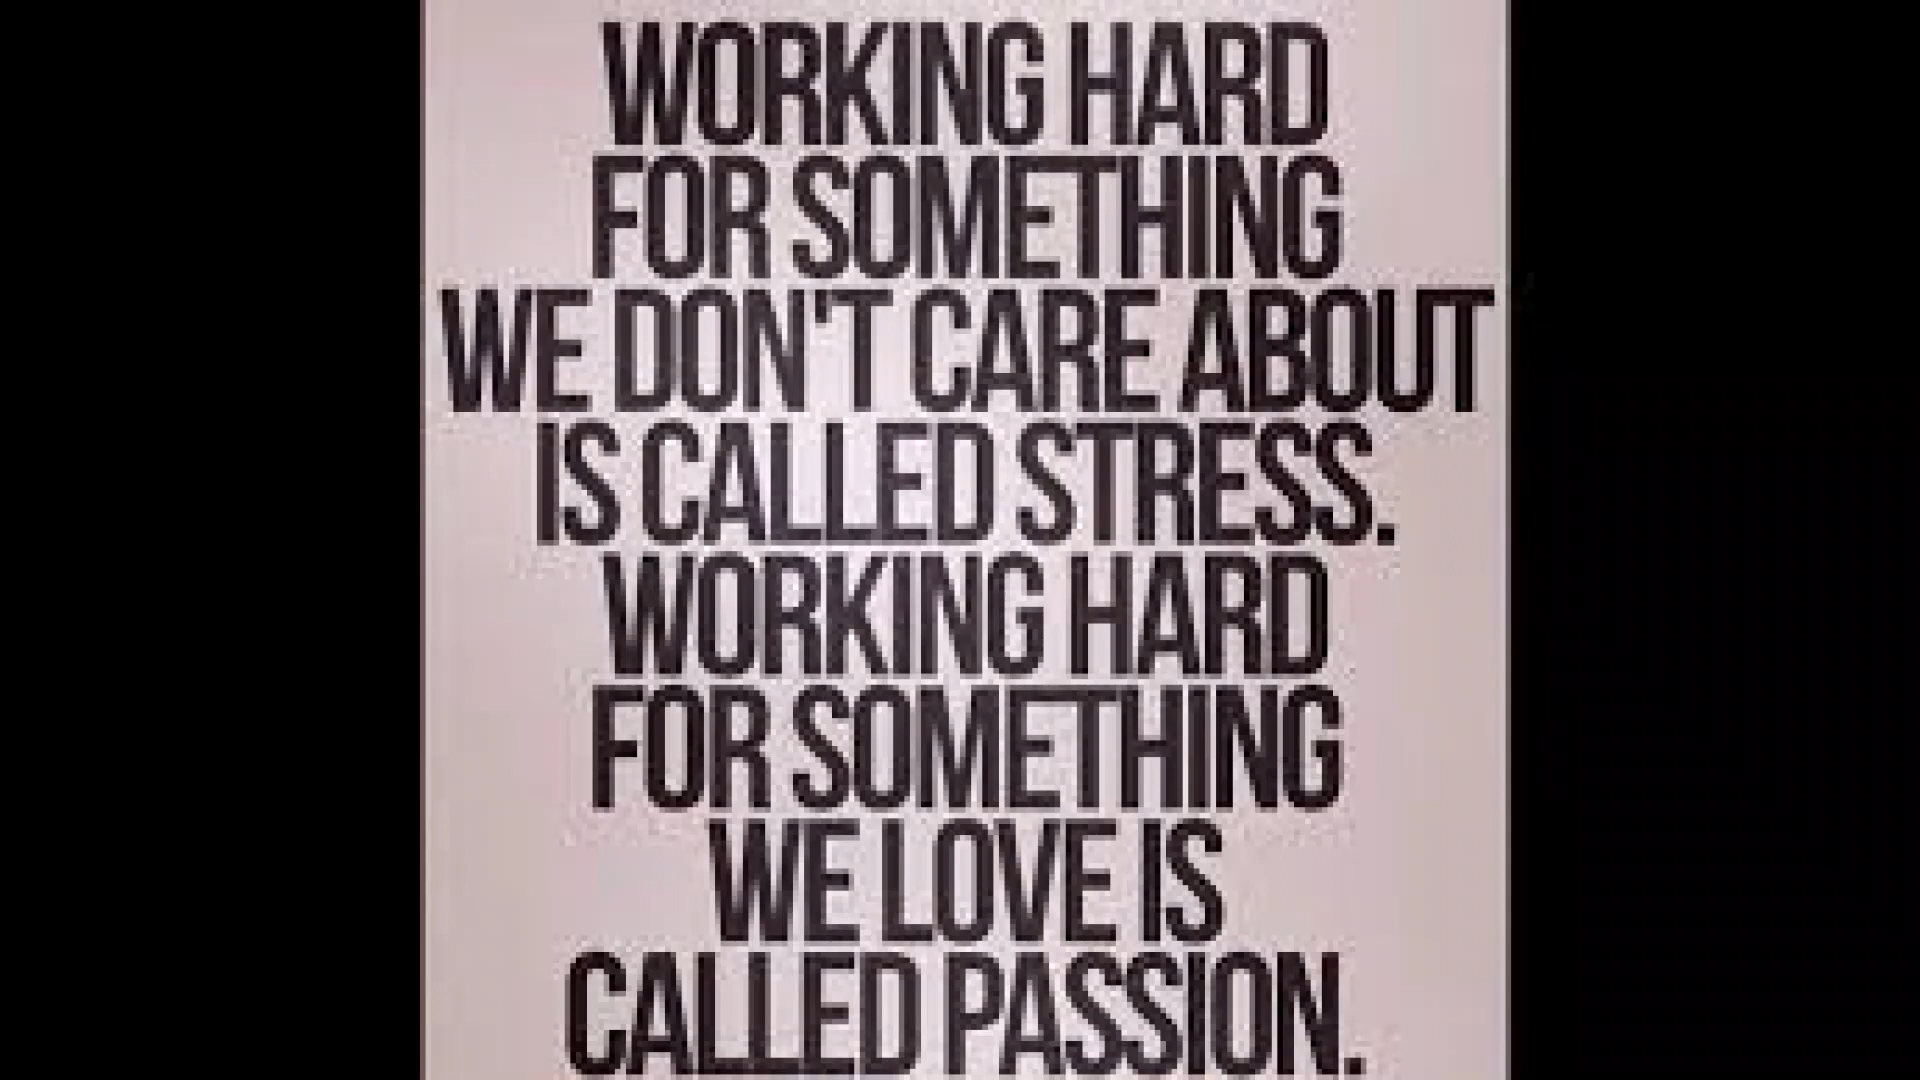 WORKING HARD
FOR SOMETHING
WE DON'T CARE ABOUT
IS CALLED STRESS.
WORKING HARD
FOR SOMETHING
WE LOVE IS
CALLED PASSION.